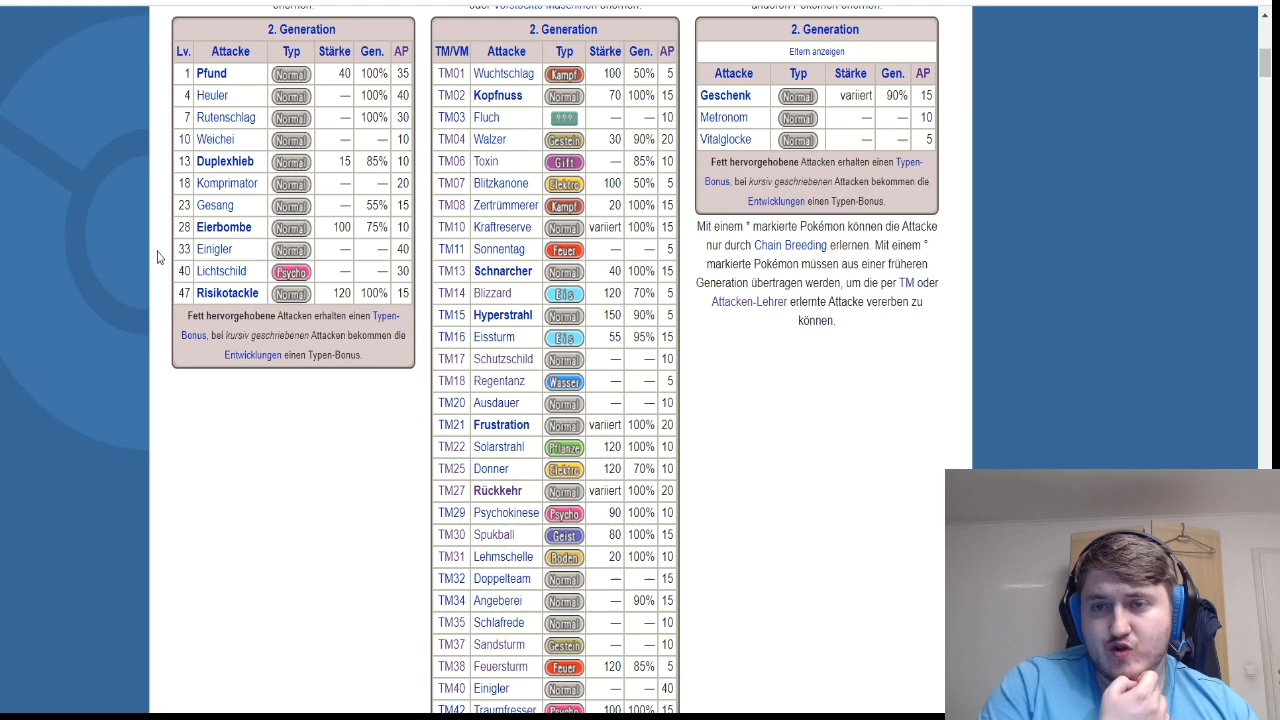 erlernen.
oder Vorstockte Maschinen erlernen.
anderen Pokémon erlernen.
2. Generation
Lv. Attacke Typ Stärke Gen. AP
1 Pfund Normal 40 100% 35
4 Heuler Normal — 100% 40
7 Rutenschlag Normal — 100% 30
10 Weichei Normal — — 10
13 Duplexhieb Normal 15 85% 10
18 Komprimator Normal — — 20
23 Gesang Normal — 55% 15
28 Eierbombe Normal 100 75% 10
33 Einigler Normal — — 40
40 Lichtschild Psycho — — 30
47 Risikotackle Normal 120 100% 15
Fett hervorgehobene Attacken erhalten einen Typen-
Bonus, bei kursiv geschriebenen Attacken bekommen die
Entwicklungen einen Typen-Bonus.
2. Generation
TM/VM Attacke Typ Stärke Gen. AP
TM01 Wuchtschlag Kampf 100 50% 5
TM02 Kopfnuss Normal 70 100% 15
TM03 Fluch ??? — — 10
TM04 Walzer Gestein 30 90% 20
TM06 Toxin Gift — 85% 10
TM07 Blitzkanone Elektro 100 50% 5
TM08 Zertrümmerer Kampf 20 100% 15
TM10 Kraftreserve Normal variiert 100% 15
TM11 Sonnentag Feuer — — 5
TM13 Schnarcher Normal 40 100% 15
TM14 Blizzard Eis 120 70% 5
TM15 Hyperstrahl Normal 150 90% 5
TM16 Eissturm Eis 55 95% 15
TM17 Schutzschild Normal — — 10
TM18 Regentanz Wasser — — 5
TM20 Ausdauer Normal — — 10
TM21 Frustration Normal variiert 100% 20
TM22 Solarstrahl Pflanze 120 100% 10
TM25 Donner Elektro 120 70% 10
TM27 Rückkehr Normal variiert 100% 20
TM29 Psychokinese Psycho 90 100% 10
TM30 Spukball Geist 80 100% 15
TM31 Lehmschelle Boden 20 100% 10
TM32 Doppelteam Normal — — 15
TM34 Angeberei Normal — 90% 15
TM35 Schlafrede Normal — — 10
TM37 Sandsturm Gestein — — 10
TM38 Feuersturm Feuer 120 85% 5
TM40 Einigler Normal — — 40
TM42 Traumfresser Psycho 100 100% 15
2. Generation
Eltern anzeigen
Attacke Typ Stärke Gen. AP
Geschenk Normal variiert 90% 15
Metronom Normal — — 10
Vitalglocke Normal — — 5
Fett hervorgehobene Attacken erhalten einen Typen-
Bonus, bei kursiv geschriebenen Attacken bekommen die
Entwicklungen einen Typen-Bonus.
Mit einem * markierte Pokémon können die Attacke
nur durch Chain Breeding erlernen. Mit einem °
markierte Pokémon müssen aus einer früheren
Generation übertragen werden, um die per TM oder
Attacken-Lehrer erlernte Attacke vererben zu
können.